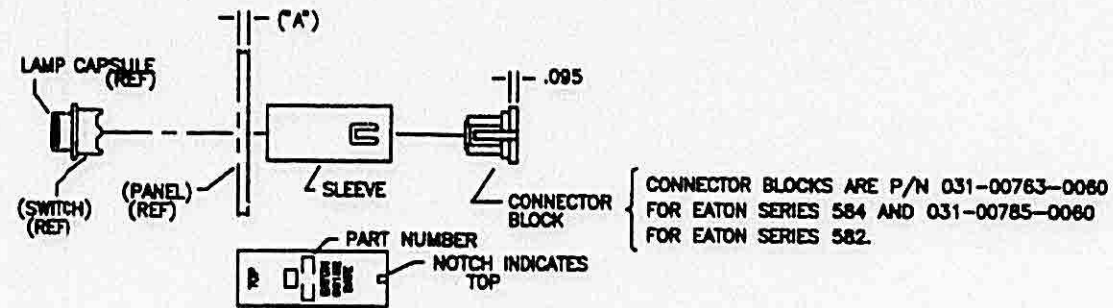 ("A")
LAMP CAPSULE
(REF)
.095
(SWITCH)
(REF)
(PANEL)
(REF)
SLEEVE
CONNECTOR
BLOCK
CONNECTOR BLOCKS ARE P/N 031-00763-0060
FOR EATON SERIES 584 AND 031-00785-0060
FOR EATON SERIES 582.
PART NUMBER
NOTCH INDICATES
TOP
TOP